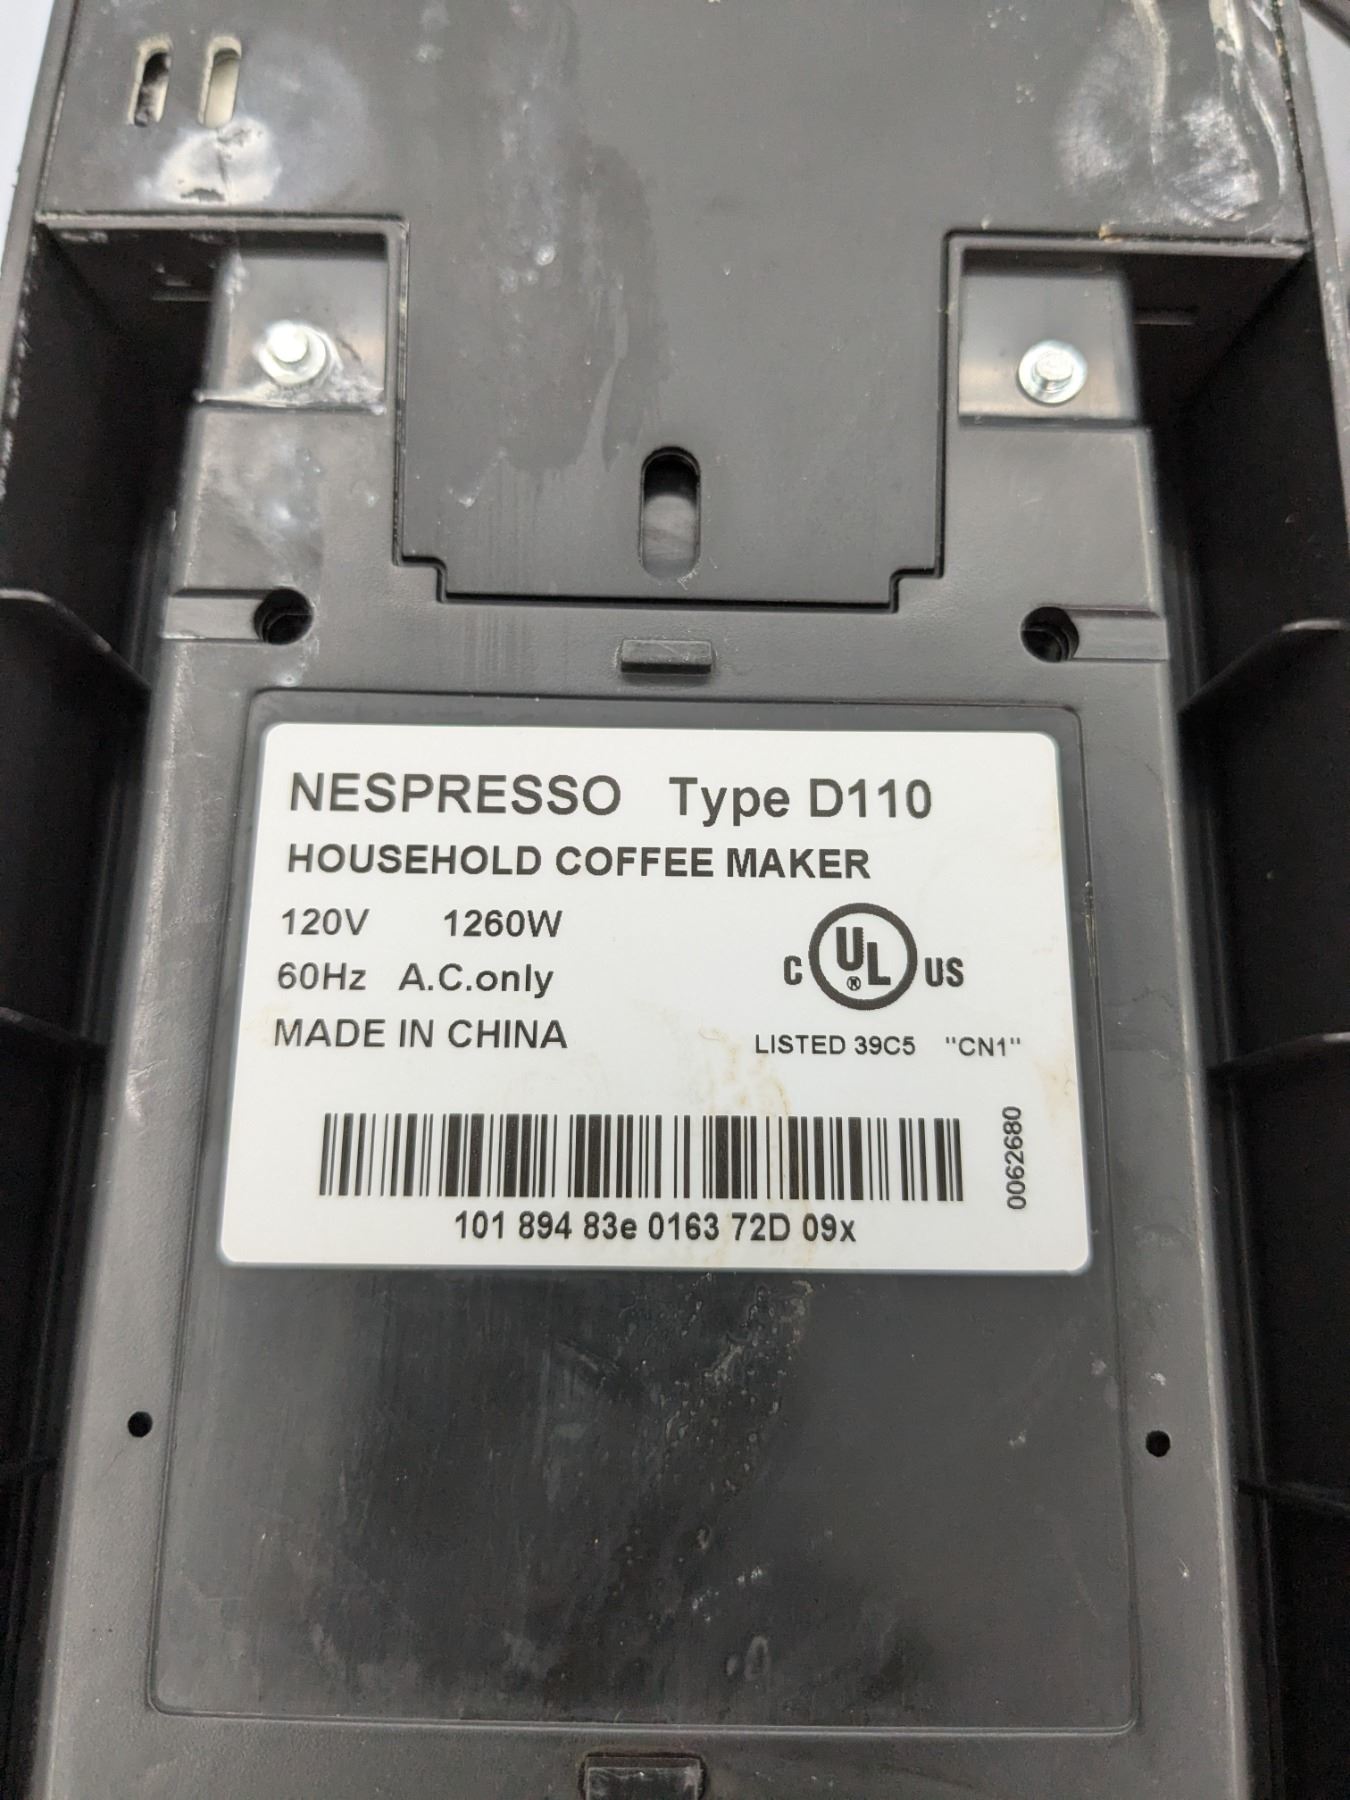 NESPRESSO Type D110
HOUSEHOLD COFFEE MAKER
120V 1260W
60Hz A.C.only
MADE IN CHINA
C UL® US
LISTED 39C5 "CN1"
0062680
101 894 83e 0163 72D 09x